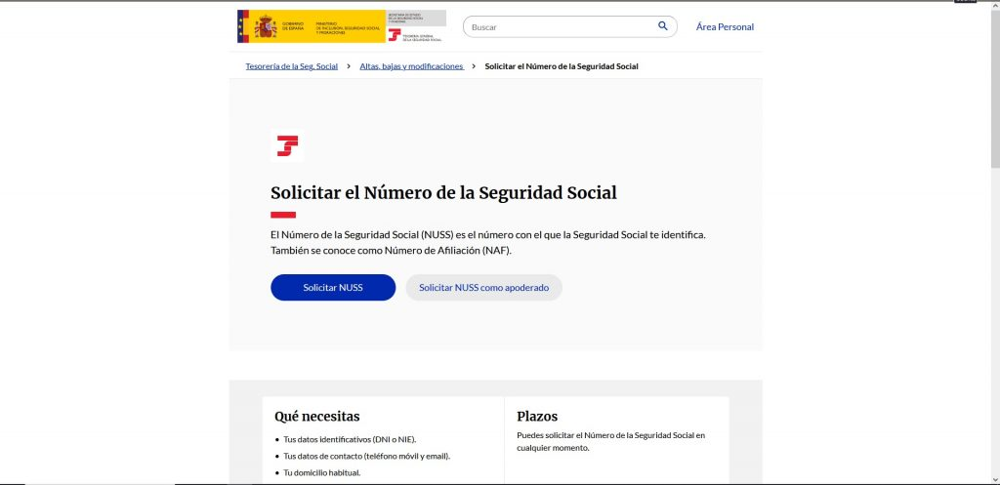 GOBIERNO
DE ESPAÑA
MINISTERIO
DE INCLUSIÓN, SEGURIDAD SOCIAL
Y MIGRACIONES
SECRETARÍA DE ESTADO
DE LA SEGURIDAD SOCIAL
Y PENSIONES
TESORERÍA GENERAL
DE LA SEGURIDAD SOCIAL
Buscar
Área Personal
Tesorería de la Seg. Social > Altas, bajas y modificaciones > Solicitar el Número de la Seguridad Social
Solicitar el Número de la Seguridad Social
El Número de la Seguridad Social (NUSS) es el número con el que la Seguridad Social te identifica.
También se conoce como Número de Afiliación (NAF).
Solicitar NUSS
Solicitar NUSS como apoderado
Qué necesitas
• Tus datos identificativos (DNI o NIE).
• Tus datos de contacto (teléfono móvil y email).
• Tu domicilio habitual.
Plazos
Puedes solicitar el Número de la Seguridad Social en
cualquier momento.